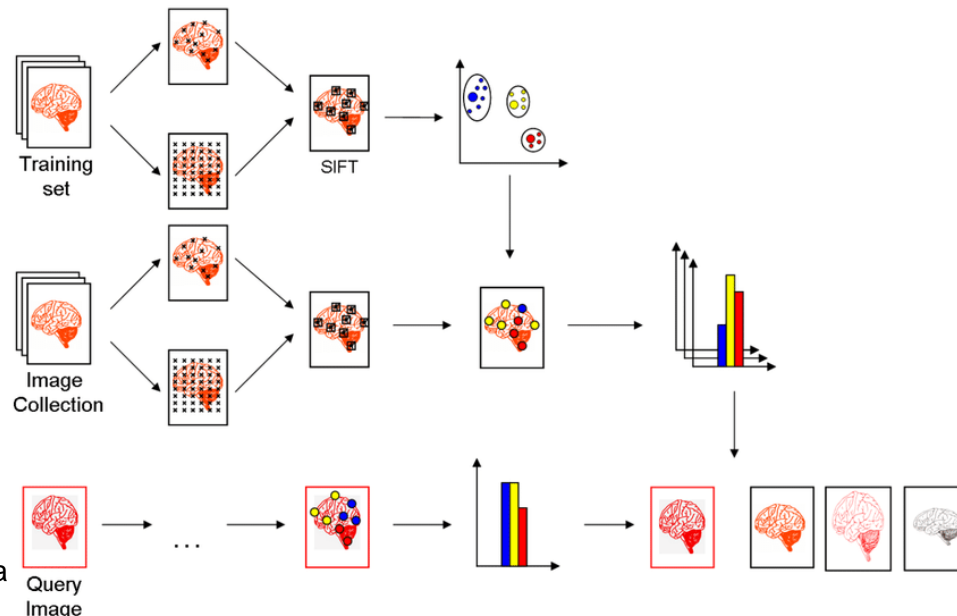 Training
set
SIFT
Image
Collection
...
a
Query
Image